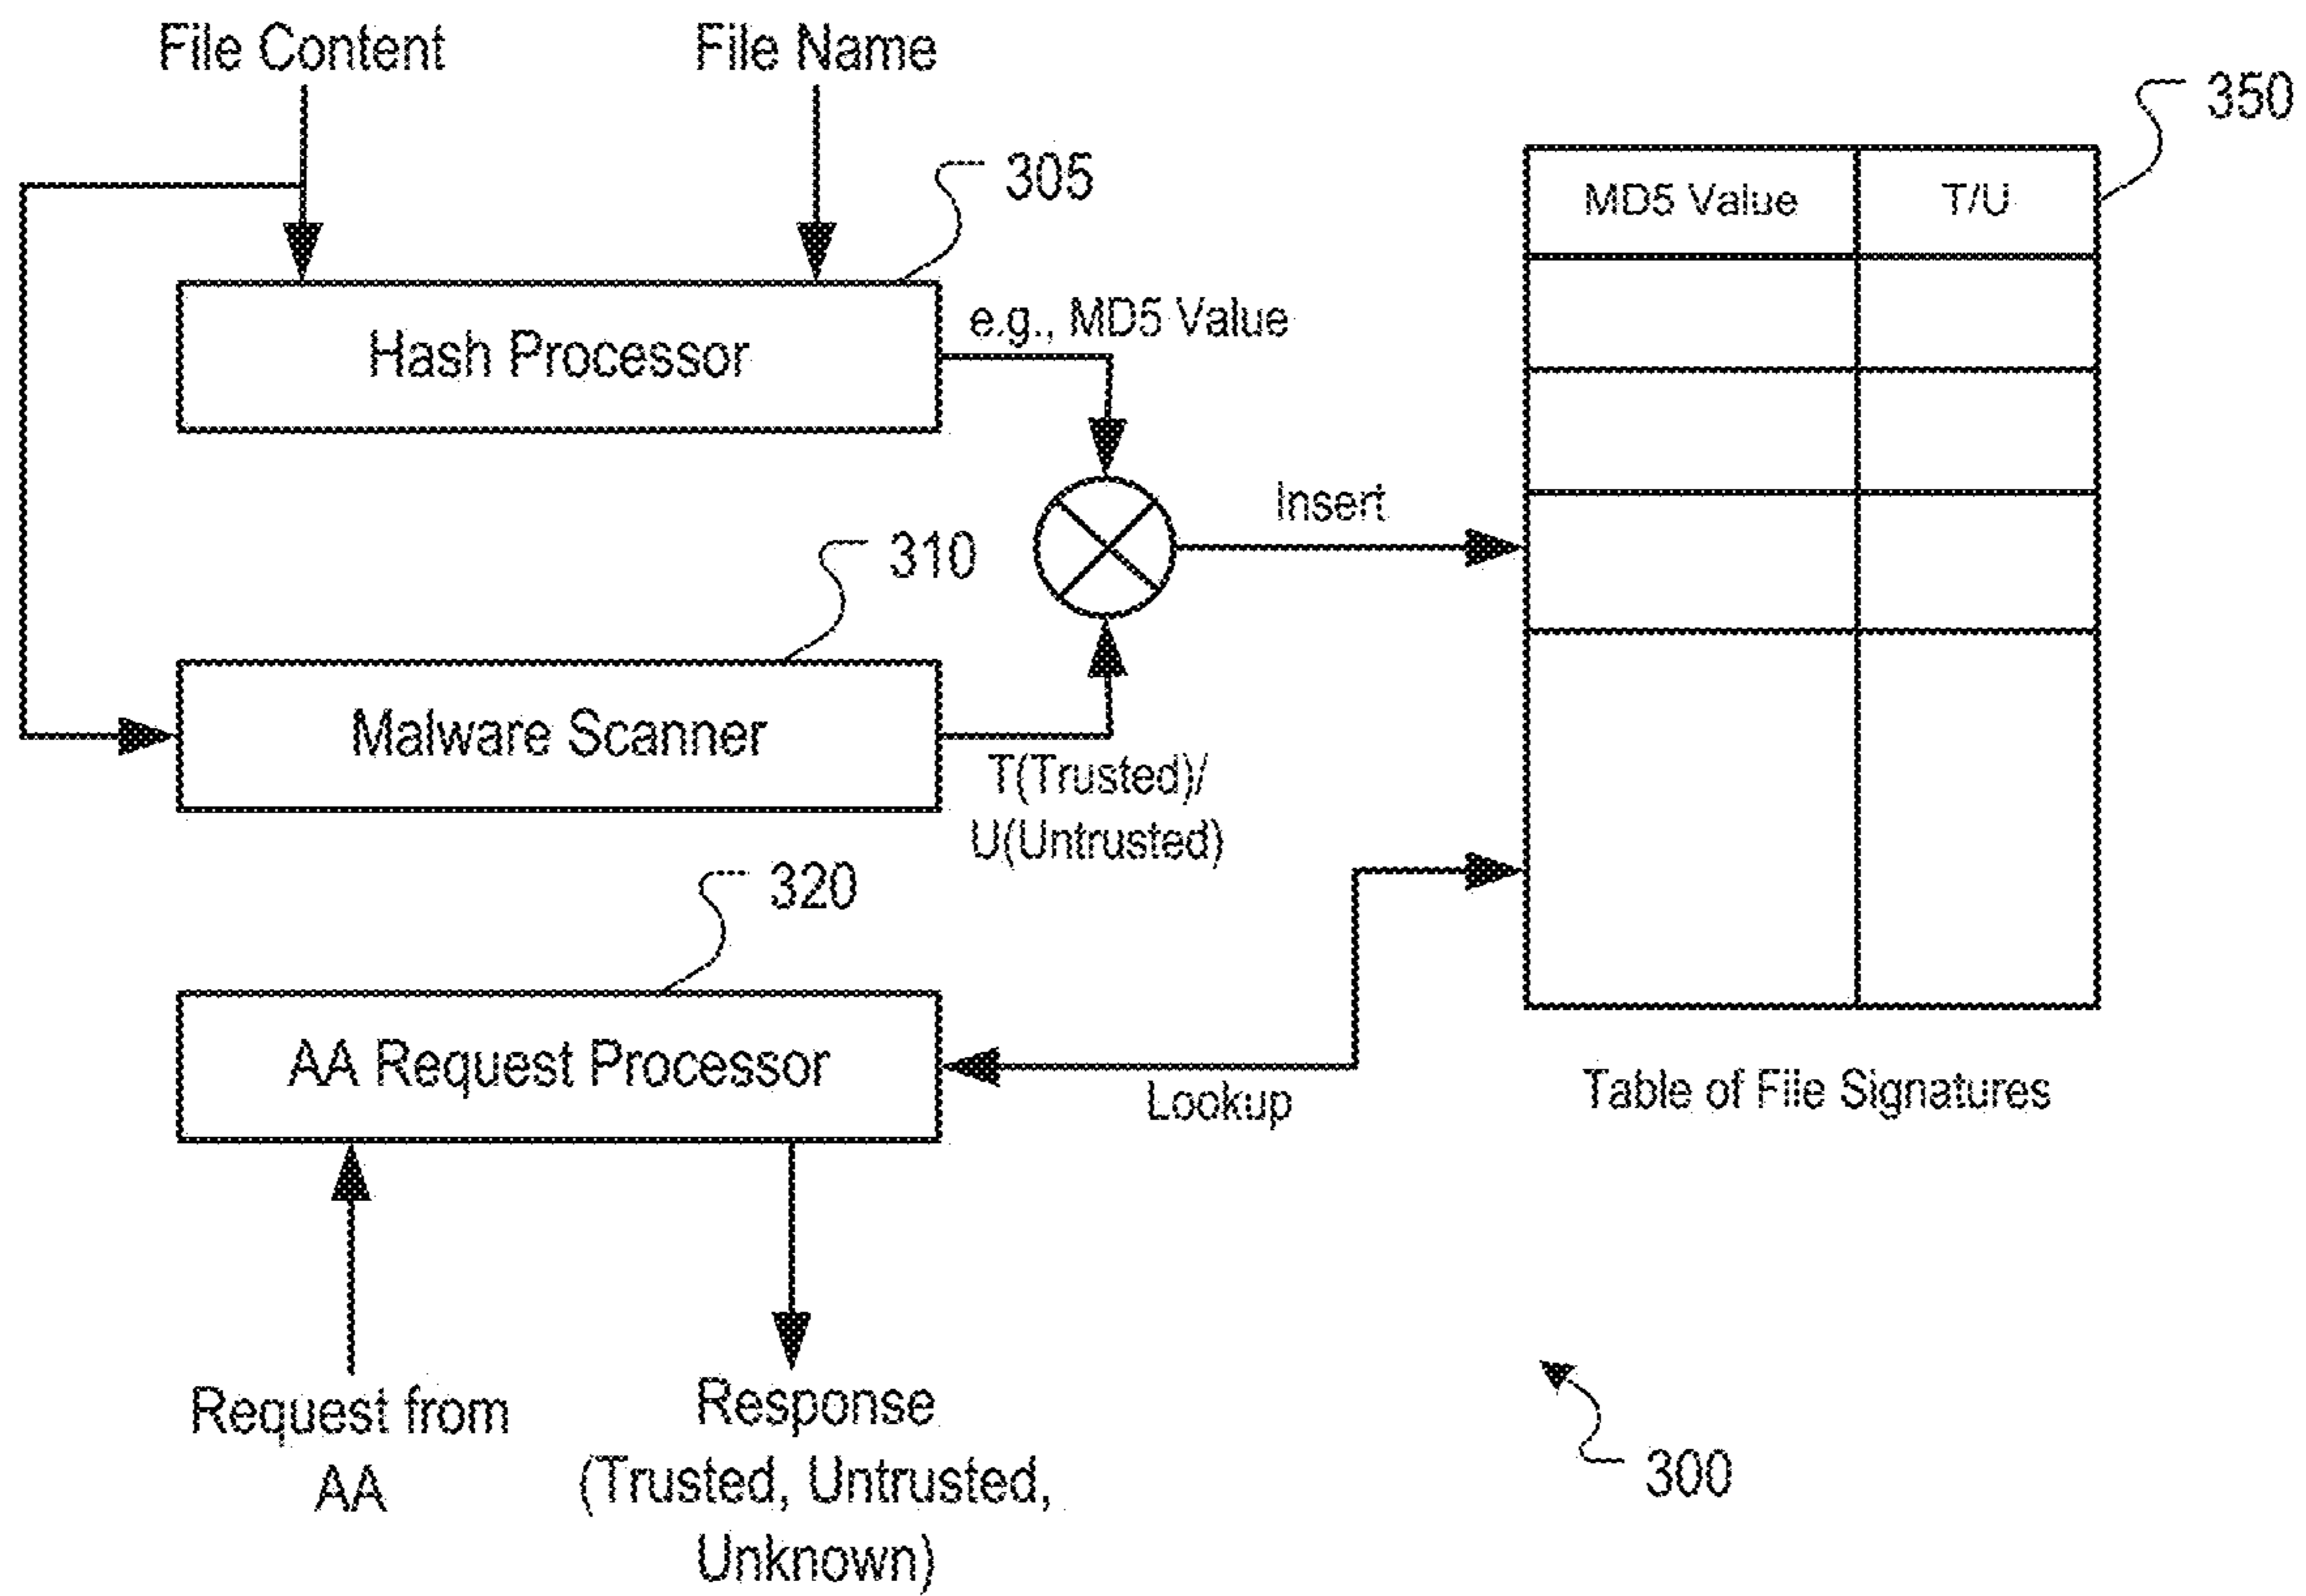 File Content
File Name
350
305
MD5 Value
T/U
e.g., MD5 Value
Hash Processor
Insert
310
Malware Scanner
T(Trusted)/
U(Untrusted)
320
AA Request Processor
Lookup
Table of File Signatures
Request from
AA
Response
(Trusted, Untrusted,
Unknown)
300